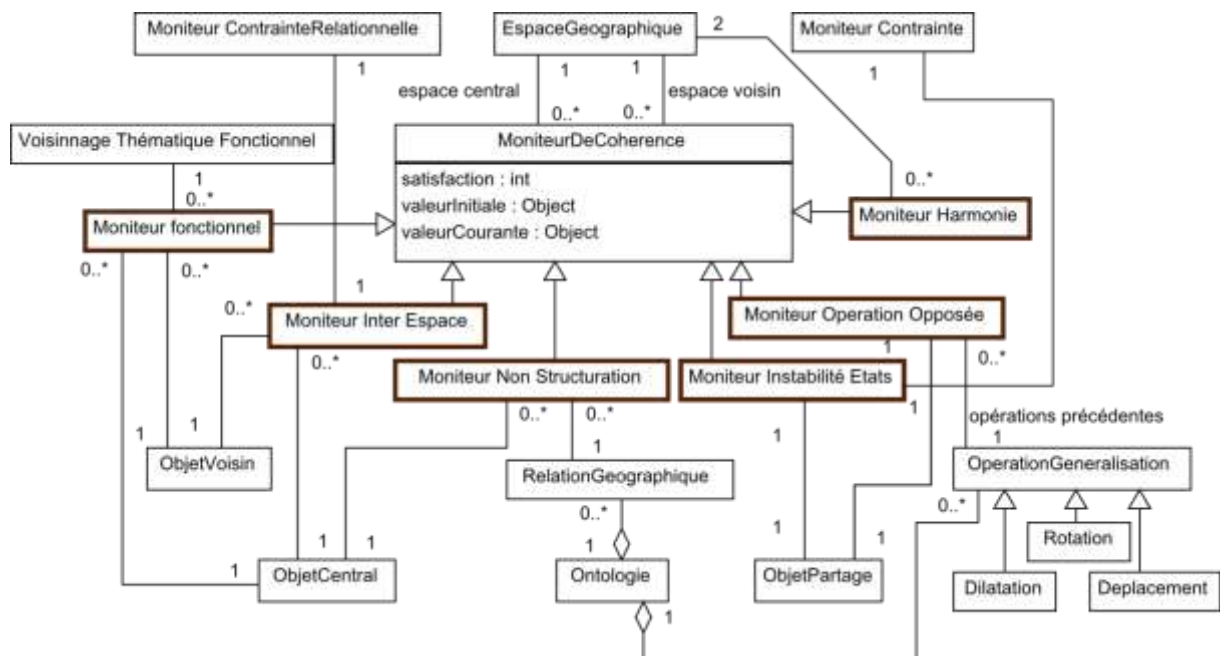 Moniteur ContrainteRelationnelle
EspaceGeographique
2
Moniteur Contrainte
1
1
1
1
espace central
espace voisin
0..*
0..*
Voisinnage Thématique Fonctionnel
MoniteurDeCoherence
1
0..*
satisfaction : int
valeurInitiale : Object
valeurCourante : Object
0..*
Moniteur fonctionnel
Moniteur Harmonie
0..*
0..*
0..*
1
Moniteur Inter Espace
Moniteur Operation Opposée
0..*
1
0..*
Moniteur Non Structuration
Moniteur Instabilité Etats
0..*
0..*
1
1
opérations précédentes
1
1
1
1
ObjetVoisin
RelationGeographique
OperationGeneralisation
0..*
0..*
1
1
1
1
1
1
Rotation
ObjetCentral
Ontologie
ObjetPartage
Dilatation
Deplacement
1